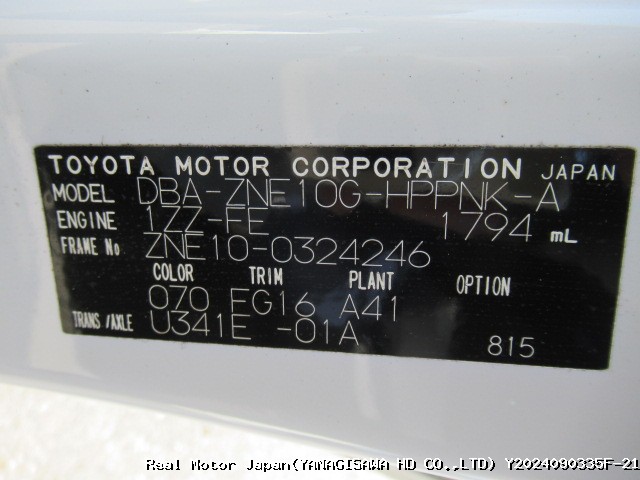 TOYOTA MOTOR CORPORATION JAPAN
MODEL DBA-ZNE10G-HPPNK-A
ENGINE 1ZZ-FE 1794 mL
FRAME No ZNE10-0324246
COLOR TRIM PLANT OPTION
070 FG16 A41
TRANS/AXLE U341E -01A 815
Real Motor Japan(YANAGISAWA HD CO.,LTD) Y2024090335F-21